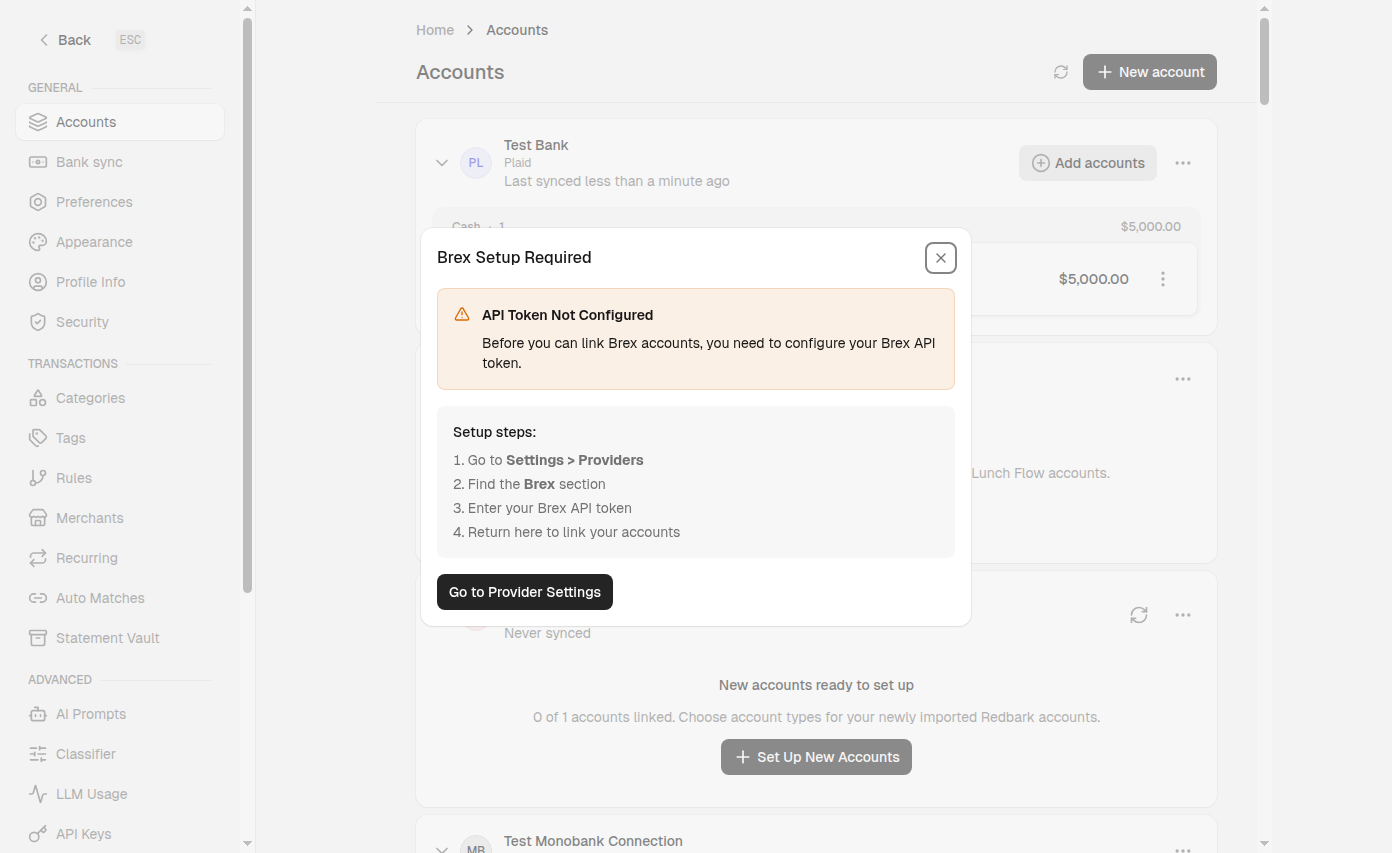 Back ESC
GENERAL
Accounts
Bank sync
Preferences
Appearance
Profile Info
Security
TRANSACTIONS
Categories
Tags
Rules
Merchants
Recurring
Auto Matches
Statement Vault
ADVANCED
AI Prompts
Classifier
LLM Usage
API Keys
Home > Accounts
Accounts
New account
PL
Test Bank
Plaid
Last synced less than a minute ago
Add accounts
Cash · 1
$5,000.00
$5,000.00
Brex Setup Required
API Token Not Configured
Before you can link Brex accounts, you need to configure your Brex API
token.
Setup steps:
1. Go to Settings > Providers
2. Find the Brex section
3. Enter your Brex API token
4. Return here to link your accounts
Go to Provider Settings
Lunch Flow accounts.
Never synced
New accounts ready to set up
0 of 1 accounts linked. Choose account types for your newly imported Redbark accounts.
Set Up New Accounts
MB
Test Monobank Connection